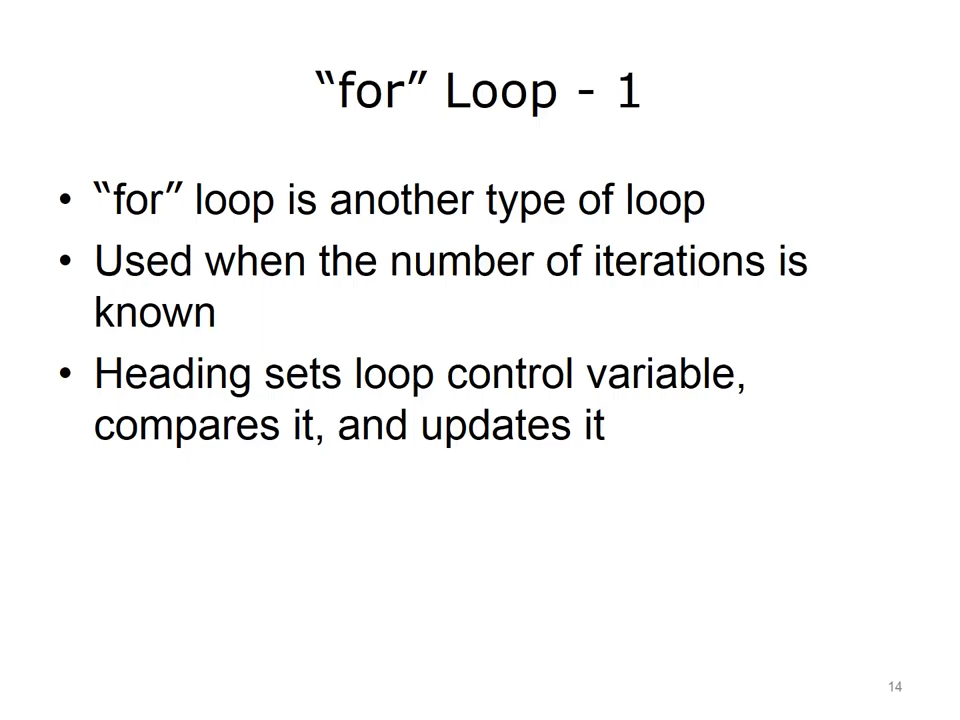 “for” Loop - 1
• “for” loop is another type of loop
• Used when the number of iterations is
known
• Heading sets loop control variable,
compares it, and updates it
14